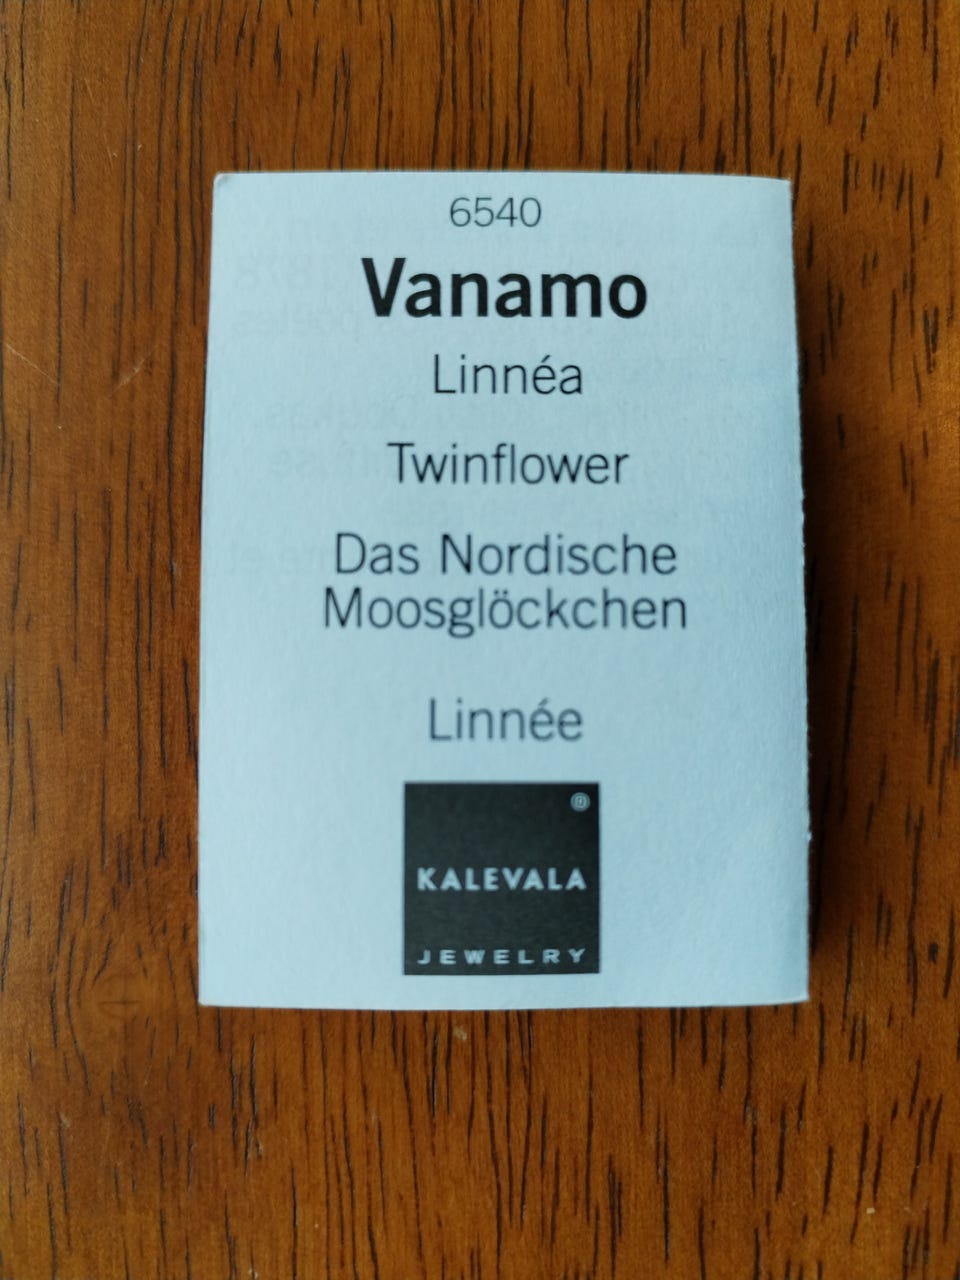 6540
Vanamo
Linnéa
Twinflower
Das Nordische
Moosglöckchen
Linnée
®
KALEVALA
JEWELRY